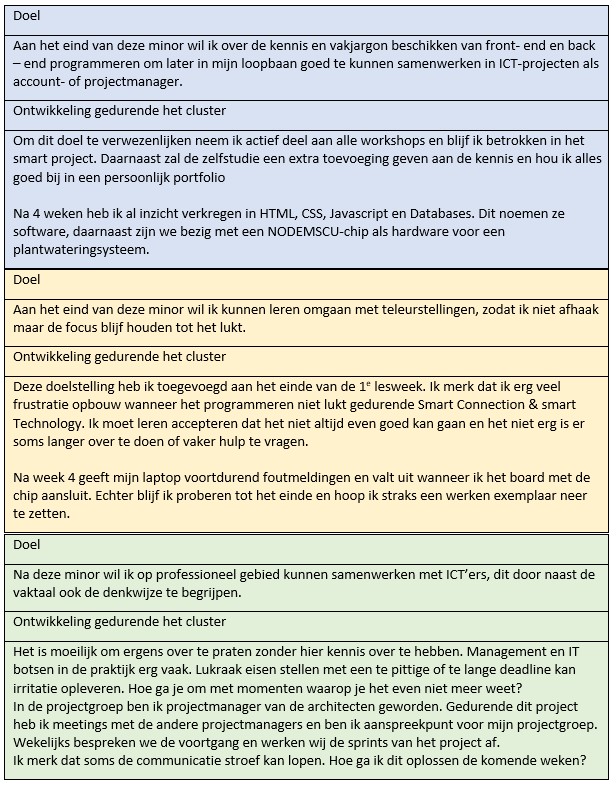 Doel
Aan het eind van deze minor wil ik over de kennis en vakjargon beschikken van front- end en back
– end programmeren om later in mijn loopbaan goed te kunnen samenwerken in ICT-projecten als
account- of projectmanager.
Ontwikkeling gedurende het cluster
Om dit doel te verwezenlijken neem ik actief deel aan alle workshops en blijf ik betrokken in het
smart project. Daarnaast zal de zelfstudie een extra toevoeging geven aan de kennis en hou ik alles
goed bij in een persoonlijk portfolio
Na 4 weken heb ik al inzicht verkregen in HTML, CSS, Javascript en Databases. Dit noemen ze
software, daarnaast zijn we bezig met een NODEMSCU-chip als hardware voor een
plantwateringsysteem.
Doel
Aan het eind van deze minor wil ik kunnen leren omgaan met teleurstellingen, zodat ik niet afhaak
maar de focus blijf houden tot het lukt.
Ontwikkeling gedurende het cluster
Deze doelstelling heb ik toegevoegd aan het einde van de 1e lesweek. Ik merk dat ik erg veel
frustratie opbouw wanneer het programmeren niet lukt gedurende Smart Connection & smart
Technology. Ik moet leren accepteren dat het niet altijd even goed kan gaan en het niet erg is er
soms langer over te doen of vaker hulp te vragen.
Na week 4 geeft mijn laptop voortdurend foutmeldingen en valt uit wanneer ik het board met de
chip aansluit. Echter blijf ik proberen tot het einde en hoop ik straks een werken exemplaar neer
te zetten.
Doel
Na deze minor wil ik op professioneel gebied kunnen samenwerken met ICT’ers, dit door naast de
vaktaal ook de denkwijze te begrijpen.
Ontwikkeling gedurende het cluster
Het is moeilijk om ergens over te praten zonder hier kennis over te hebben. Management en IT
botsen in de praktijk erg vaak. Lukraak eisen stellen met een te pittige of te lange deadline kan
irritatie opleveren. Hoe ga je om met momenten waarop je het even niet meer weet?
In de projectgroep ben ik projectmanager van de architecten geworden. Gedurende dit project
heb ik meetings met de andere projectmanagers en ben ik aanspreekpunt voor mijn projectgroep.
Wekelijks bespreken we de voortgang en werken wij de sprints van het project af.
Ik merk dat soms de communicatie stroef kan lopen. Hoe ga ik dit oplossen de komende weken?